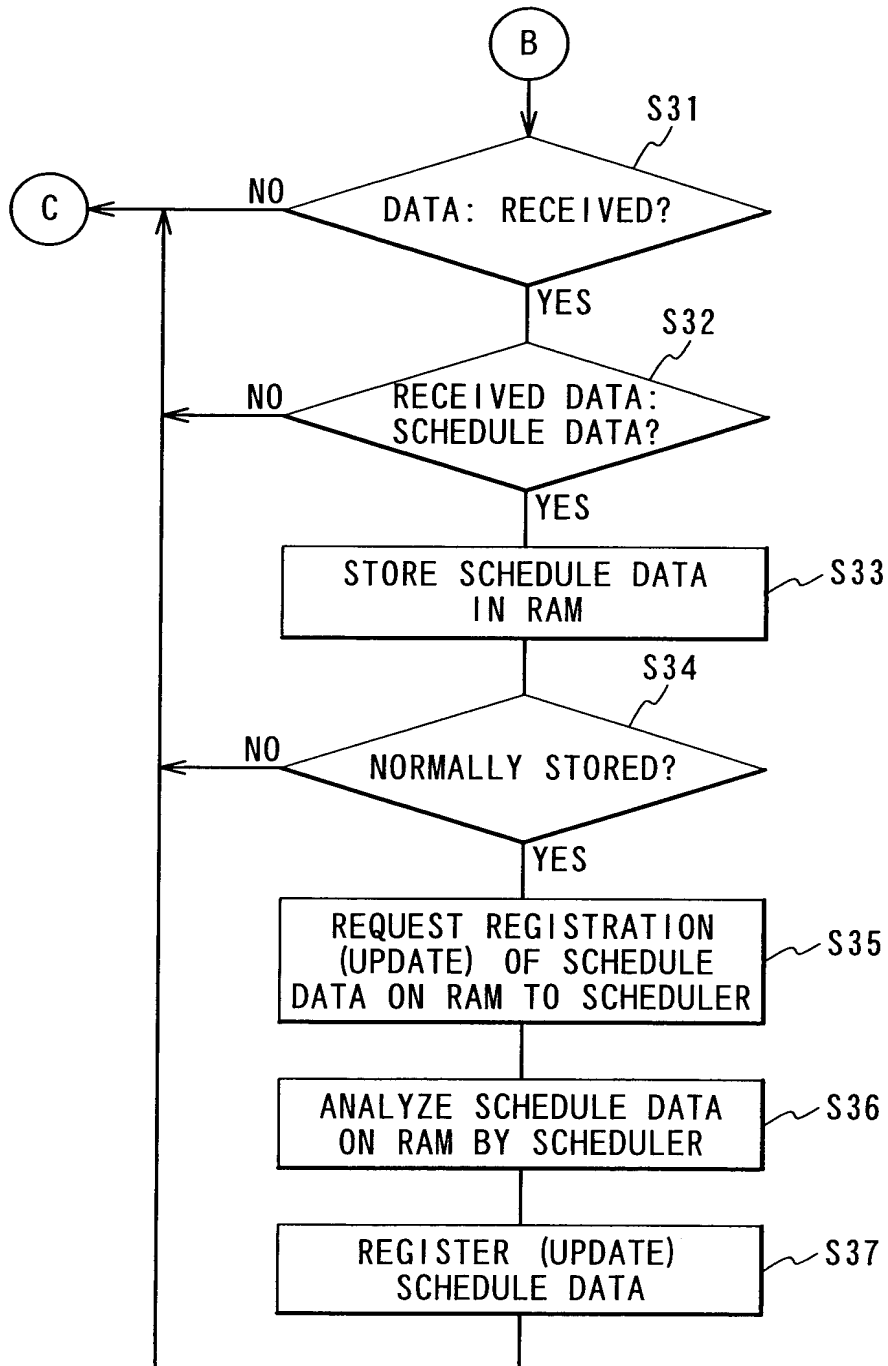 B
S31
NO
C
DATA: RECEIVED?
YES
S32
NO
RECEIVED DATA:
SCHEDULE DATA?
YES
STORE SCHEDULE DATA
IN RAM
S33
S34
NO
NORMALLY STORED?
YES
REQUEST REGISTRATION
(UPDATE) OF SCHEDULE
DATA ON RAM TO SCHEDULER
S35
ANALYZE SCHEDULE DATA
ON RAM BY SCHEDULER
S36
REGISTER (UPDATE)
SCHEDULE DATA
S37